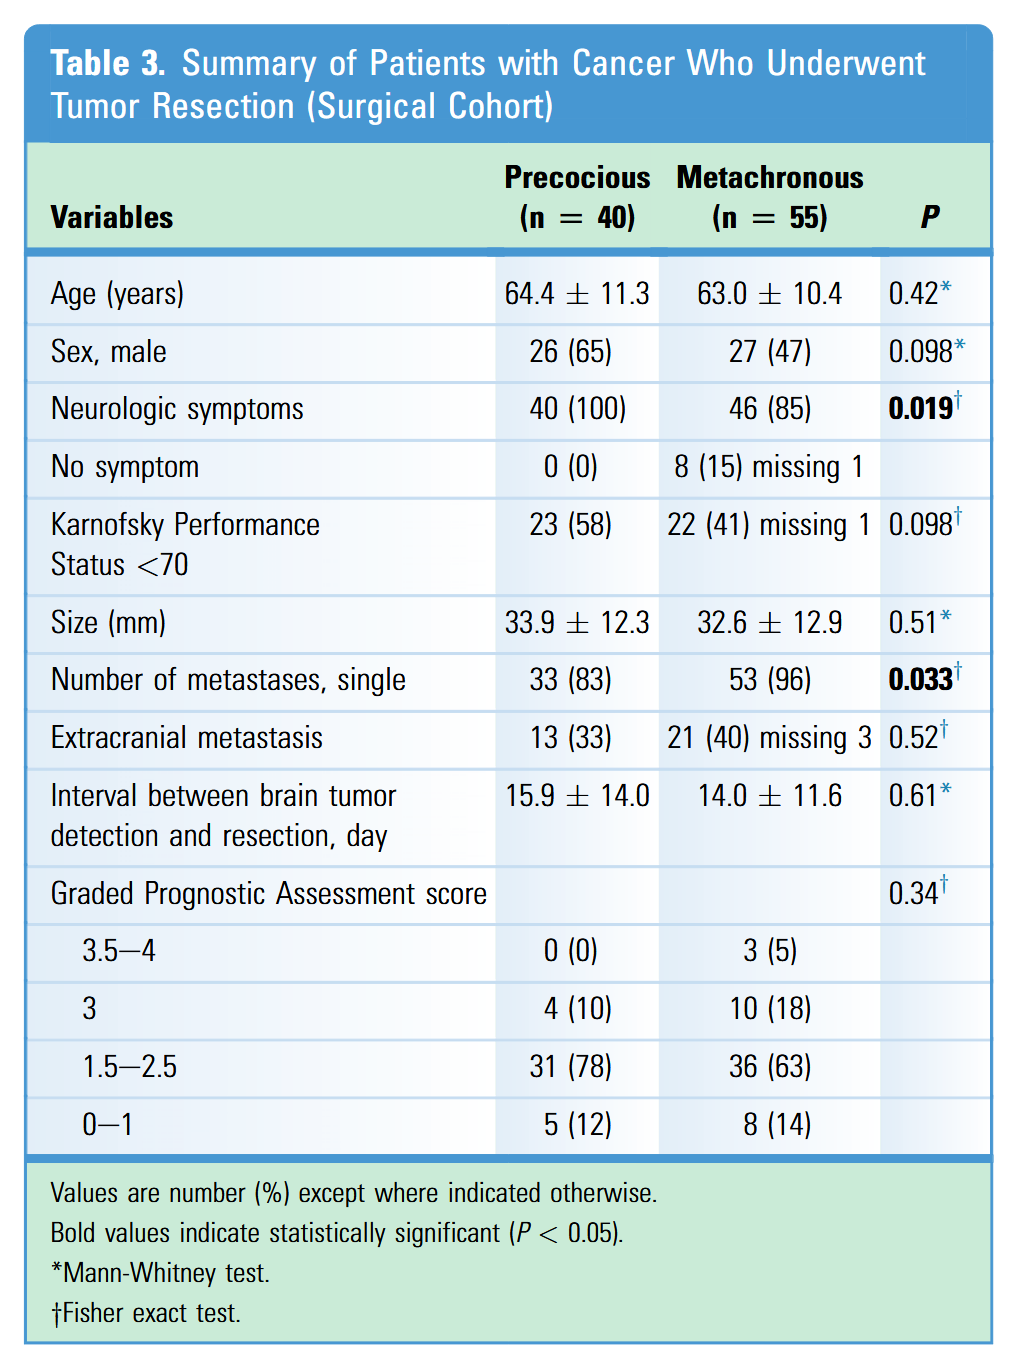 Table 3. Summary of Patients with Cancer Who Underwent
Tumor Resection (Surgical Cohort)
Variables Precocious (n = 40) Metachronous (n = 55) P
Age (years) 64.4 ± 11.3 63.0 ± 10.4 0.42*
Sex, male 26 (65) 27 (47) 0.098*
Neurologic symptoms 40 (100) 46 (85) 0.019†
No symptom 0 (0) 8 (15) missing 1
Karnofsky Performance 23 (58) 22 (41) missing 1 0.098†
Status <70
Size (mm) 33.9 ± 12.3 32.6 ± 12.9 0.51*
Number of metastases, single 33 (83) 53 (96) 0.033†
Extracranial metastasis 13 (33) 21 (40) missing 3 0.52†
Interval between brain tumor 15.9 ± 14.0 14.0 ± 11.6 0.61*
detection and resection, day
Graded Prognostic Assessment score 0.34†
3.5—4 0 (0) 3 (5)
3 4 (10) 10 (18)
1.5—2.5 31 (78) 36 (63)
0—1 5 (12) 8 (14)
Values are number (%) except where indicated otherwise.
Bold values indicate statistically significant (P < 0.05).
*Mann-Whitney test.
†Fisher exact test.